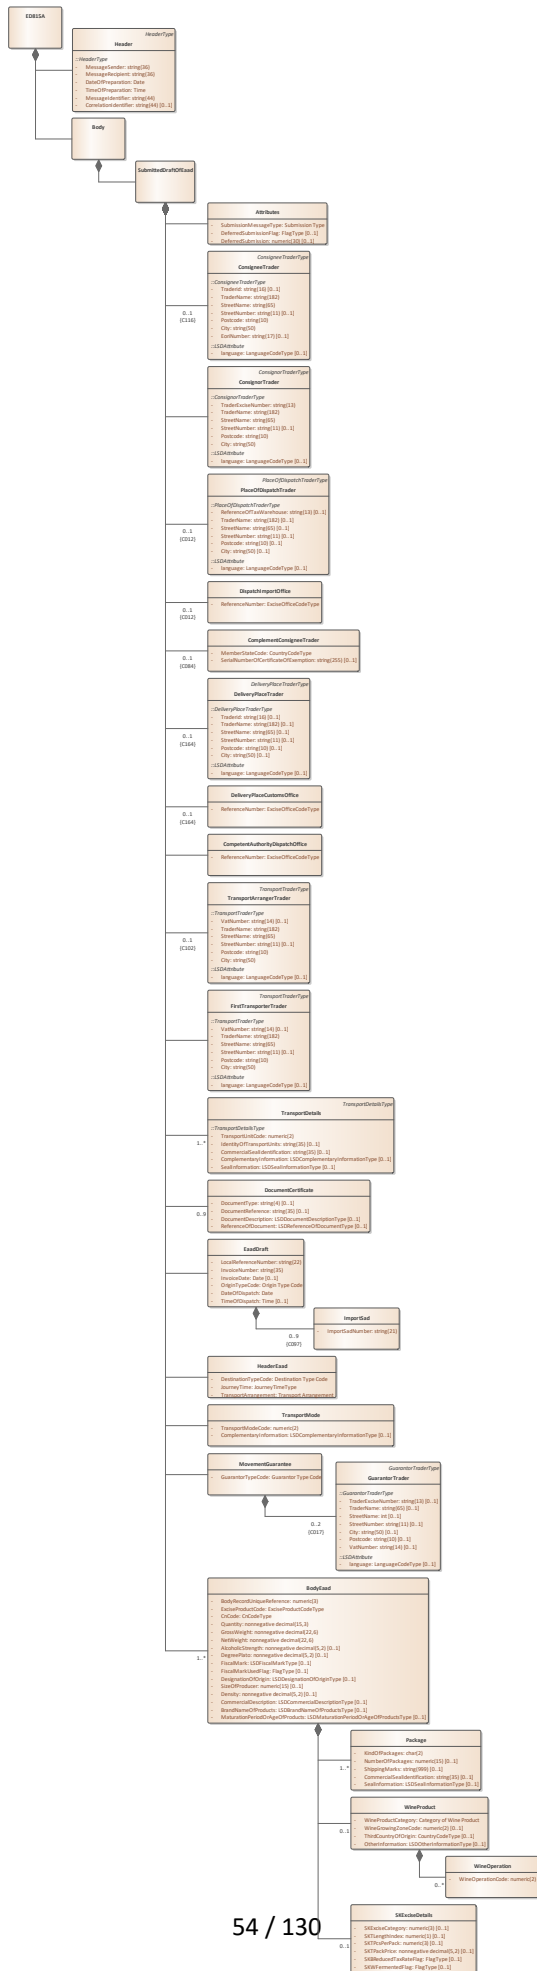 ED815A
HeaderType
Header
::HeaderType
- MessageSender: string(36)
- MessageRecipient: string(36)
- DateOfPreparation: Date
- TimeOfPreparation: Time
- MessageIdentifier: string(44)
- CorrelationIdentifier: string(44) [0..1]
Body
SubmittedDraftOfEaad
Attributes
- SubmissionMessageType: Submission Type
- DeferredSubmissionFlag: FlagType [0..1]
- DeferredSubmission: numeric(30) [0..1]
ConsigneeTraderType
ConsigneeTrader
::ConsigneeTraderType
- TraderId: string(16) [0..1]
- TraderName: string(182)
- StreetName: string(65)
- StreetNumber: string(11) [0..1]
- Postcode: string(10)
- City: string(50)
- EoriNumber: string(17) [0..1]
::LSDAttribute
- language: LanguageCodeType [0..1]
0..1
(C116)
ConsignorTraderType
ConsignorTrader
::ConsignorTraderType
- TraderExciseNumber: string(13)
- TraderName: string(182)
- StreetName: string(65)
- StreetNumber: string(11) [0..1]
- Postcode: string(10)
- City: string(50)
::LSDAttribute
- language: LanguageCodeType [0..1]
PlaceOfDispatchTraderType
PlaceOfDispatchTrader
::PlaceOfDispatchTraderType
- ReferenceOfTaxWarehouse: string(13) [0..1]
- TraderName: string(182) [0..1]
- StreetName: string(65) [0..1]
- StreetNumber: string(11) [0..1]
- Postcode: string(10) [0..1]
- City: string(50) [0..1]
::LSDAttribute
- language: LanguageCodeType [0..1]
0..1
(C012)
DispatchImportOffice
- ReferenceNumber: ExciseOfficeCodeType
0..1
(C012)
ComplementConsigneeTrader
- MemberStateCode: CountryCodeType
- SerialNumberOfCertificateOfExemption: string(255) [0..1]
0..1
(C084)
DeliveryPlaceTraderType
DeliveryPlaceTrader
::DeliveryPlaceTraderType
- TraderId: string(16) [0..1]
- TraderName: string(182) [0..1]
- StreetName: string(65) [0..1]
- StreetNumber: string(11) [0..1]
- Postcode: string(10) [0..1]
- City: string(50) [0..1]
::LSDAttribute
- language: LanguageCodeType [0..1]
0..1
(C164)
DeliveryPlaceCustomsOffice
- ReferenceNumber: ExciseOfficeCodeType
0..1
(C164)
CompetentAuthorityDispatchOffice
- ReferenceNumber: ExciseOfficeCodeType
TransportTraderType
TransportArrangerTrader
::TransportTraderType
- VatNumber: string(14) [0..1]
- TraderName: string(182)
- StreetName: string(65)
- StreetNumber: string(11) [0..1]
- Postcode: string(10)
- City: string(50)
::LSDAttribute
- language: LanguageCodeType [0..1]
0..1
(C102)
TransportTraderType
FirstTransporterTrader
::TransportTraderType
- VatNumber: string(14) [0..1]
- TraderName: string(182)
- StreetName: string(65)
- StreetNumber: string(11) [0..1]
- Postcode: string(10)
- City: string(50)
::LSDAttribute
- language: LanguageCodeType [0..1]
TransportDetailsType
TransportDetails
::TransportDetailsType
- TransportUnitCode: numeric(2)
- IdentityOfTransportUnits: string(35) [0..1]
- CommercialSealIdentification: string(35) [0..1]
- ComplementaryInformation: LSDComplementaryInformationType [0..1]
- SealInformation: LSDSealInformationType [0..1]
1..*
DocumentCertificate
- DocumentType: string(4) [0..1]
- DocumentReference: string(35) [0..1]
- DocumentDescription: LSDDocumentDescriptionType [0..1]
- ReferenceOfDocument: LSDReferenceOfDocumentType [0..1]
0..9
EaadDraft
- LocalReferenceNumber: string(22)
- InvoiceNumber: string(35)
- InvoiceDate: Date [0..1]
- OriginTypeCode: Origin Type Code
- DateOfDispatch: Date
- TimeOfDispatch: Time [0..1]
ImportSad
- ImportSadNumber: string(21)
0..9
(C097)
HeaderEaad
- DestinationTypeCode: Destination Type Code
- JourneyTime: JourneyTimeType
- TransportArrangement: Transport Arrangement
TransportMode
- TransportModeCode: numeric(2)
- ComplementaryInformation: LSDComplementaryInformationType [0..1]
MovementGuarantee
- GuarantorTypeCode: Guarantor Type Code
GuarantorTraderType
GuarantorTrader
::GuarantorTraderType
- TraderExciseNumber: string(13) [0..1]
- TraderName: string(65) [0..1]
- StreetName: int [0..1]
- StreetNumber: string(11) [0..1]
- City: string(50) [0..1]
- Postcode: string(10) [0..1]
- VatNumber: string(14) [0..1]
::LSDAttribute
- language: LanguageCodeType [0..1]
0..2
(C017)
BodyEaad
- BodyRecordUniqueReference: numeric(3)
- ExciseProductCode: ExciseProductCodeType
- CnCode: CnCodeType
- Quantity: nonnegative decimal(15,3)
- GrossWeight: nonnegative decimal(22,6)
- NetWeight: nonnegative decimal(22,6)
- AlcoholicStrength: nonnegative decimal(5,2) [0..1]
- DegreePlato: nonnegative decimal(5,2) [0..1]
- FiscalMark: LSDFiscalMarkType [0..1]
- FiscalMarkUsedFlag: FlagType [0..1]
- DesignationOfOrigin: LSDDesignationOfOriginType [0..1]
- SizeOfProducer: numeric(15) [0..1]
- Density: nonnegative decimal(5,2) [0..1]
- CommercialDescription: LSDCommercialDescriptionType [0..1]
- BrandNameOfProducts: LSDBrandNameOfProductsType [0..1]
- MaturationPeriodOrAgeOfProducts: LSDMaturationPeriodOrAgeOfProductsType [0..1]
1..*
Package
- KindOfPackages: char(2)
- NumberOfPackages: numeric(15) [0..1]
- ShippingMarks: string(999) [0..1]
- CommercialSealIdentification: string(35) [0..1]
- SealInformation: LSDSealInformationType [0..1]
1..*
WineProduct
- WineProductCategory: Category of Wine Product
- WineGrowingZoneCode: numeric(2) [0..1]
- ThirdCountryOfOrigin: CountryCodeType [0..1]
- OtherInformation: LSDOtherInformationType [0..1]
0..1
WineOperation
- WineOperationCode: numeric(2)
0..*
SKExciseDetails
- SKExciseCategory: numeric(3) [0..1]
- SKTLengthIndex: numeric(1) [0..1]
- SKTPcsPerPack: numeric(3) [0..1]
- SKTPackPrice: nonnegative decimal(5,2) [0..1]
- SKBReducedTaxRateFlag: FlagType [0..1]
- SKWFermentedFlag: FlagType [0..1]
0..1
54 / 130